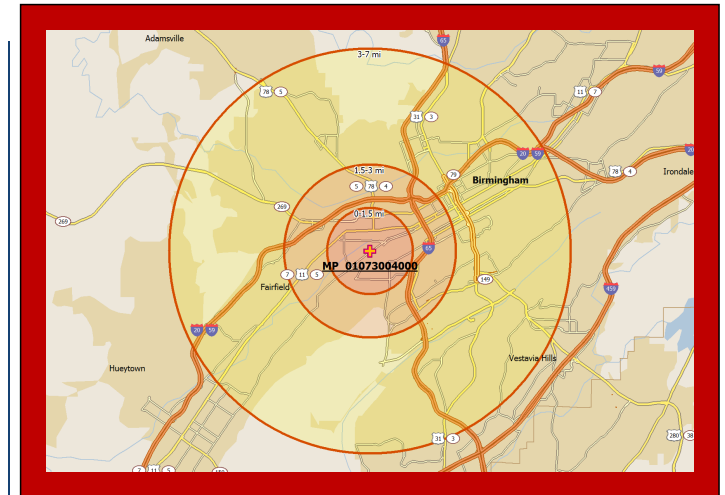 Adamsville
65
3-7 mi
59
78 5
11 7
31 3
20 59
20
1.5-3 mi
79
78 4
Irondale
Birmingham
5 78 4
269
0-1.5 mi
269
65
MP_01073004000
7 11 5
149
Fairfield
459
20 59
Vestavia Hills
Hueytown
31 3
280 38
7 11 5